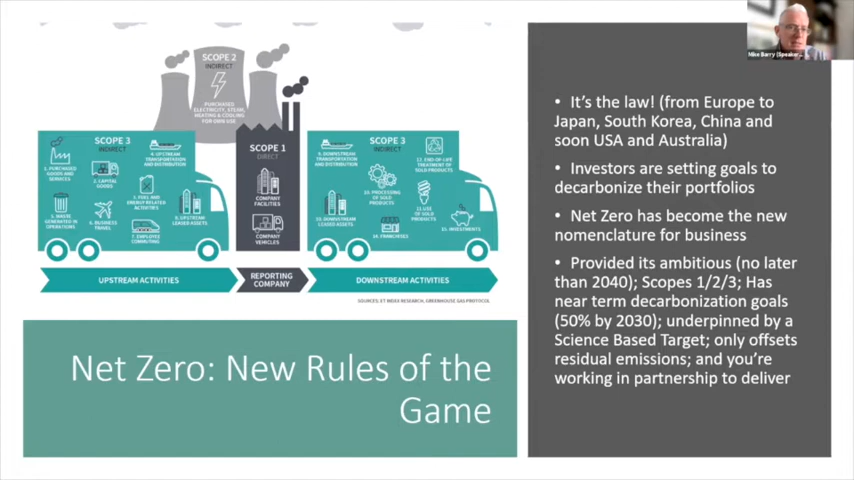 SCOPE 2
INDIRECT
PURCHASED
ELECTRICITY, STEAM,
HEATING & COOLING
FOR OWN USE
SCOPE 3
INDIRECT
1. PURCHASED
GOODS AND
SERVICES
2. CAPITAL
GOODS
3. FUEL AND
ENERGY RELATED
ACTIVITIES
4. UPSTREAM
TRANSPORTATION
AND DISTRIBUTION
5. WASTE
GENERATED IN
OPERATIONS
6. BUSINESS
TRAVEL
7. EMPLOYEE
COMMUTING
8. UPSTREAM
LEASED ASSETS
SCOPE 1
DIRECT
COMPANY
FACILITIES
COMPANY
VEHICLES
SCOPE 3
INDIRECT
9. DOWNSTREAM
TRANSPORTATION
AND DISTRIBUTION
10. PROCESSING
OF SOLD
PRODUCTS
11. USE
OF SOLD
PRODUCTS
12. END-OF-LIFE
TREATMENT OF
SOLD PRODUCTS
LEASED ASSETS
14. FRANCHISES
15. INVESTMENTS
UPSTREAM ACTIVITIES
REPORTING
COMPANY
DOWNSTREAM ACTIVITIES
SOURCES: ET INDEX RESEARCH, GREENHOUSE GAS PROTOCOL
Net Zero: New Rules of the
Game
• It's the law! (from Europe to
Japan, South Korea, China and
soon USA and Australia)
• Investors are setting goals to
decarbonize their portfolios
• Net Zero has become the new
nomenclature for business
• Provided its ambitious (no later
than 2040); Scopes 1/2/3; Has
near term decarbonization goals
(50% by 2030); underpinned by a
Science Based Target; only offsets
residual emissions; and you're
working in partnership to deliver
Mike Barry (Speaker